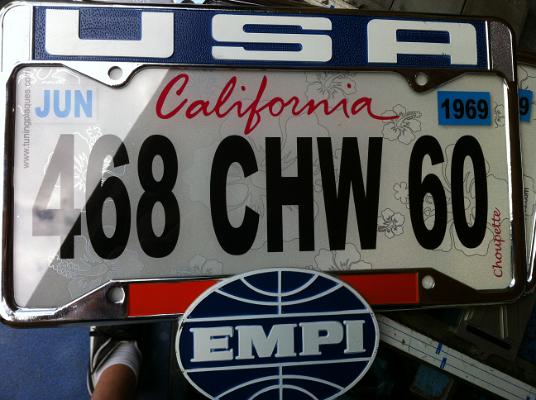 USA
JUN California 1969
468 CHW 60
www.tuningplaques.com
Choupette
EMPI